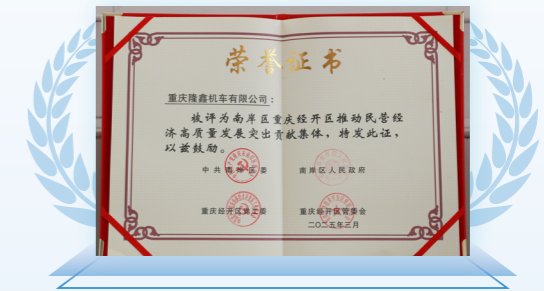 荣誉证书
重庆隆鑫机车有限公司：
被评为南岸区重庆经开区推动民营经
济高质量发展突出贡献集体，特发此证，
以兹鼓励。
中共南岸区委 南岸区人民政府
重庆经开区党工委 重庆经开区管委会
二〇二五年三月